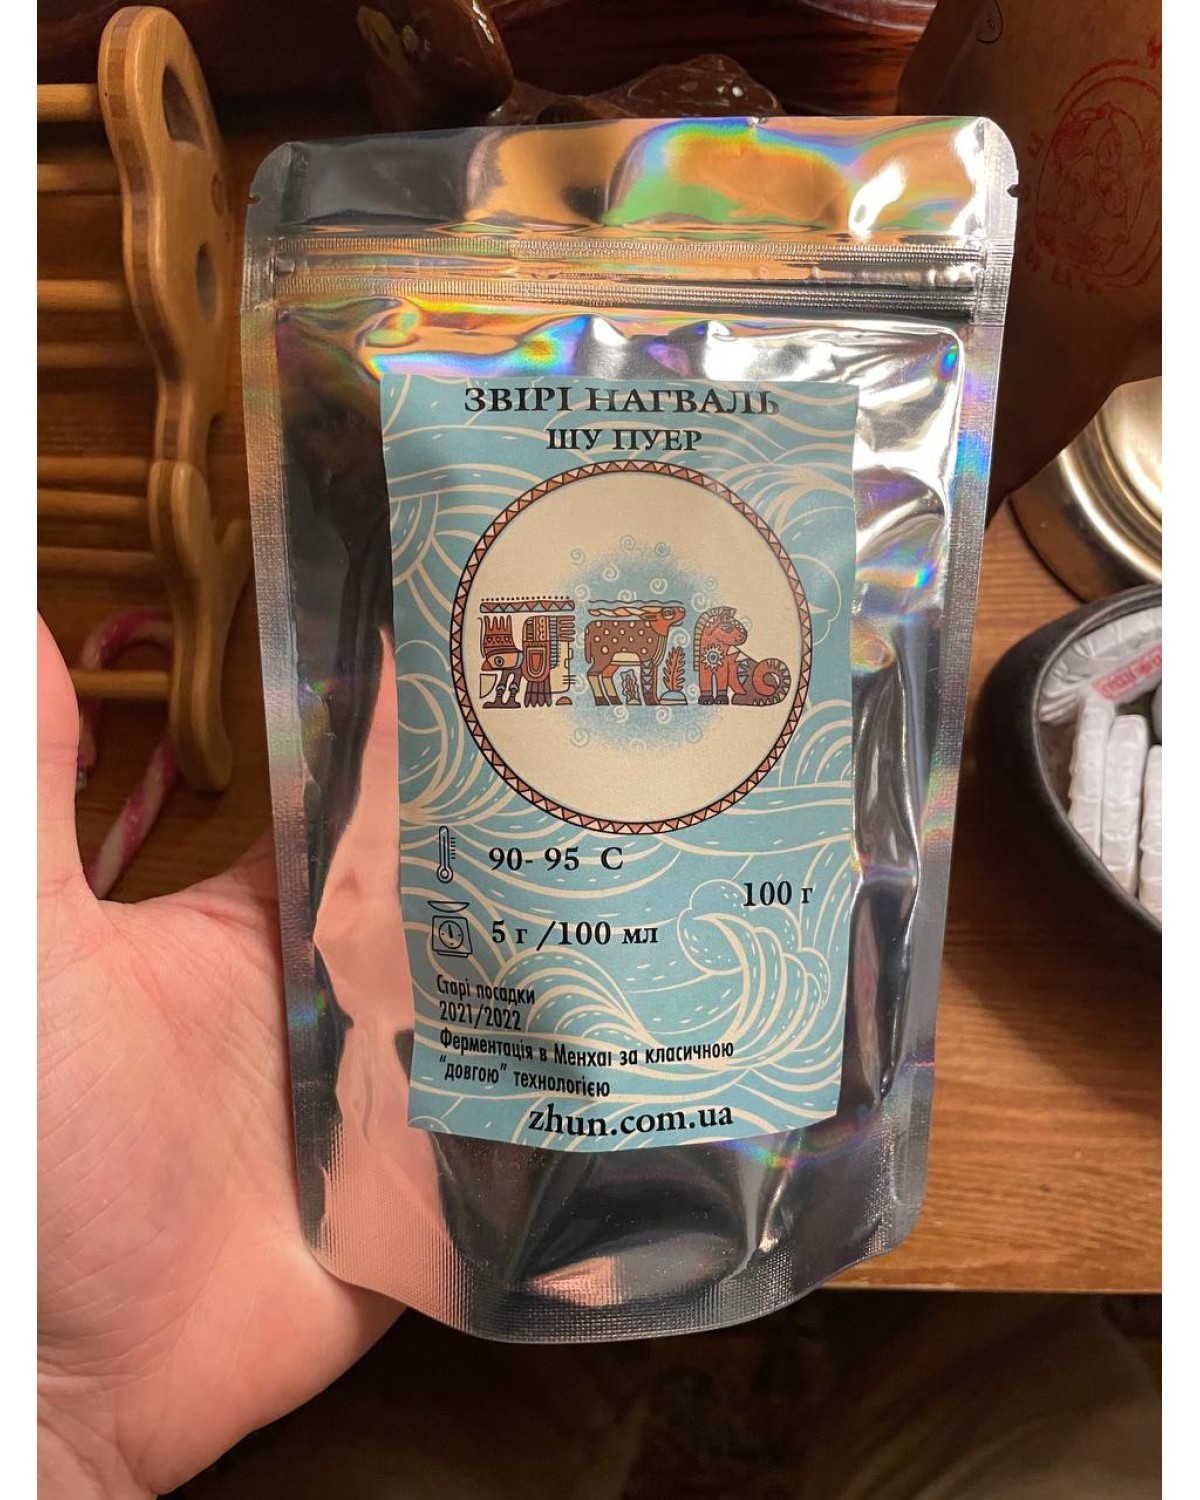 ЗВІРІ НАГВАЛЬ
ШУ ПУЕР
90- 95 С
100 г
5 г /100 мл
Старі посадки
2021/2022
Ферментація в Менхаї за класичною
"довгою" технологією
zhun.com.ua